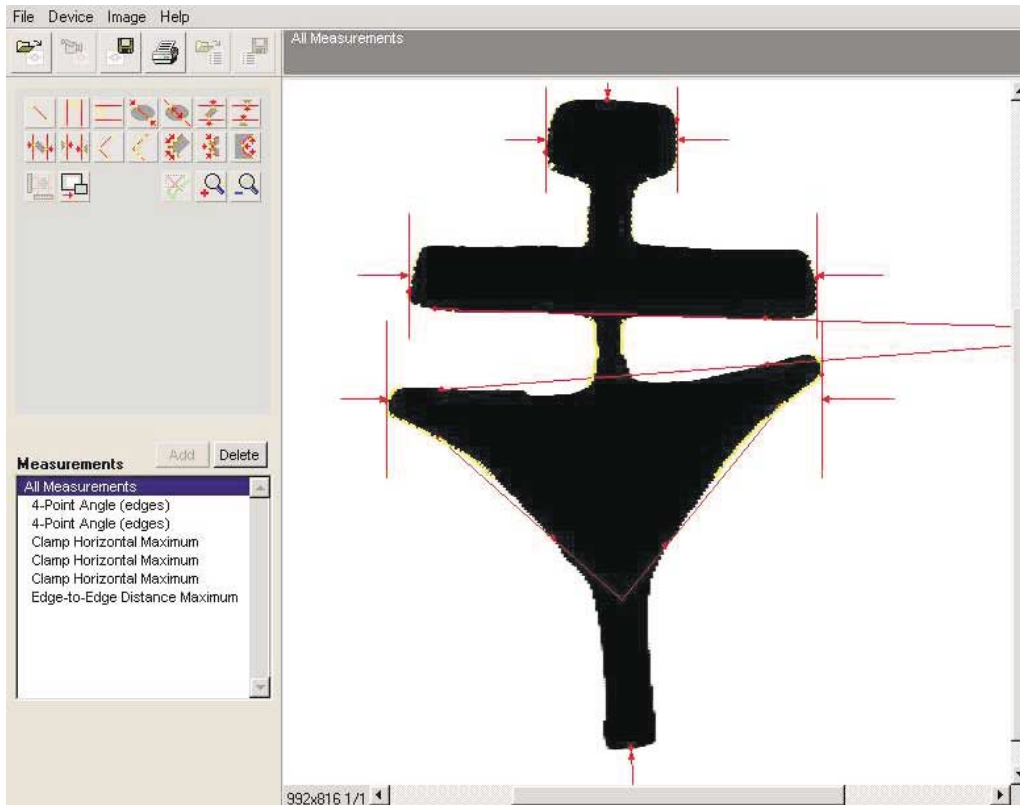 File Device Image Help
All Measurements
Measurements Add Delete
All Measurements
4-Point Angle (edges)
4-Point Angle (edges)
Clamp Horizontal Maximum
Clamp Horizontal Maximum
Clamp Horizontal Maximum
Edge-to-Edge Distance Maximum
992x816 1/1